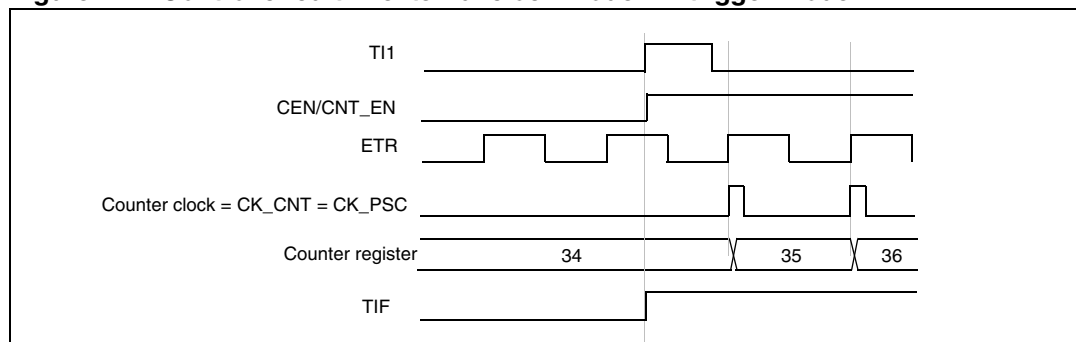 TI1
CEN/CNT_EN
ETR
Counter clock = CK_CNT = CK_PSC
Counter register
34
35
36
TIF